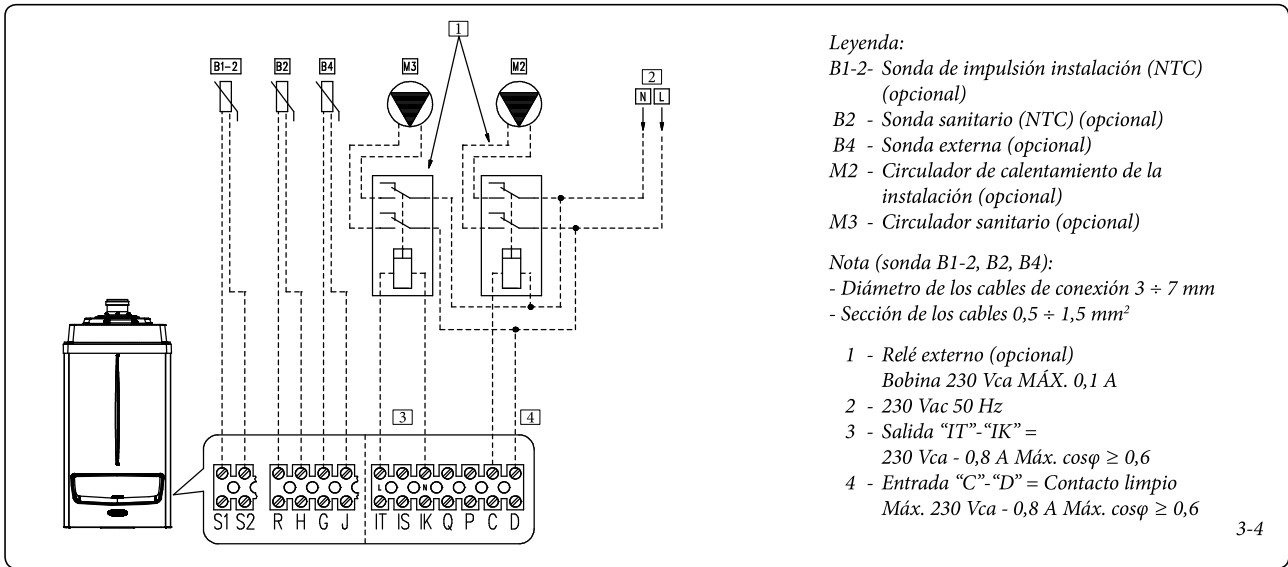 1
B1-2 B2 B4 M3 M2 2
N L
3 4
L N
S1 S2 R H G J IT IS IK Q P C D
Leyenda:
B1-2- Sonda de impulsión instalación (NTC)
(opcional)
B2 - Sonda sanitario (NTC) (opcional)
B4 - Sonda externa (opcional)
M2 - Circulador de calentamiento de la
instalación (opcional)
M3 - Circulador sanitario (opcional)
Nota (sonda B1-2, B2, B4):
- Diámetro de los cables de conexión 3 ÷ 7 mm
- Sección de los cables 0,5 ÷ 1,5 mm²
1 - Relé externo (opcional)
Bobina 230 Vca MÁX. 0,1 A
2 - 230 Vac 50 Hz
3 - Salida “IT”-“IK” =
230 Vca - 0,8 A Máx. cosφ ≥ 0,6
4 - Entrada “C”-“D” = Contacto limpio
Máx. 230 Vca - 0,8 A Máx. cosφ ≥ 0,6
3-4